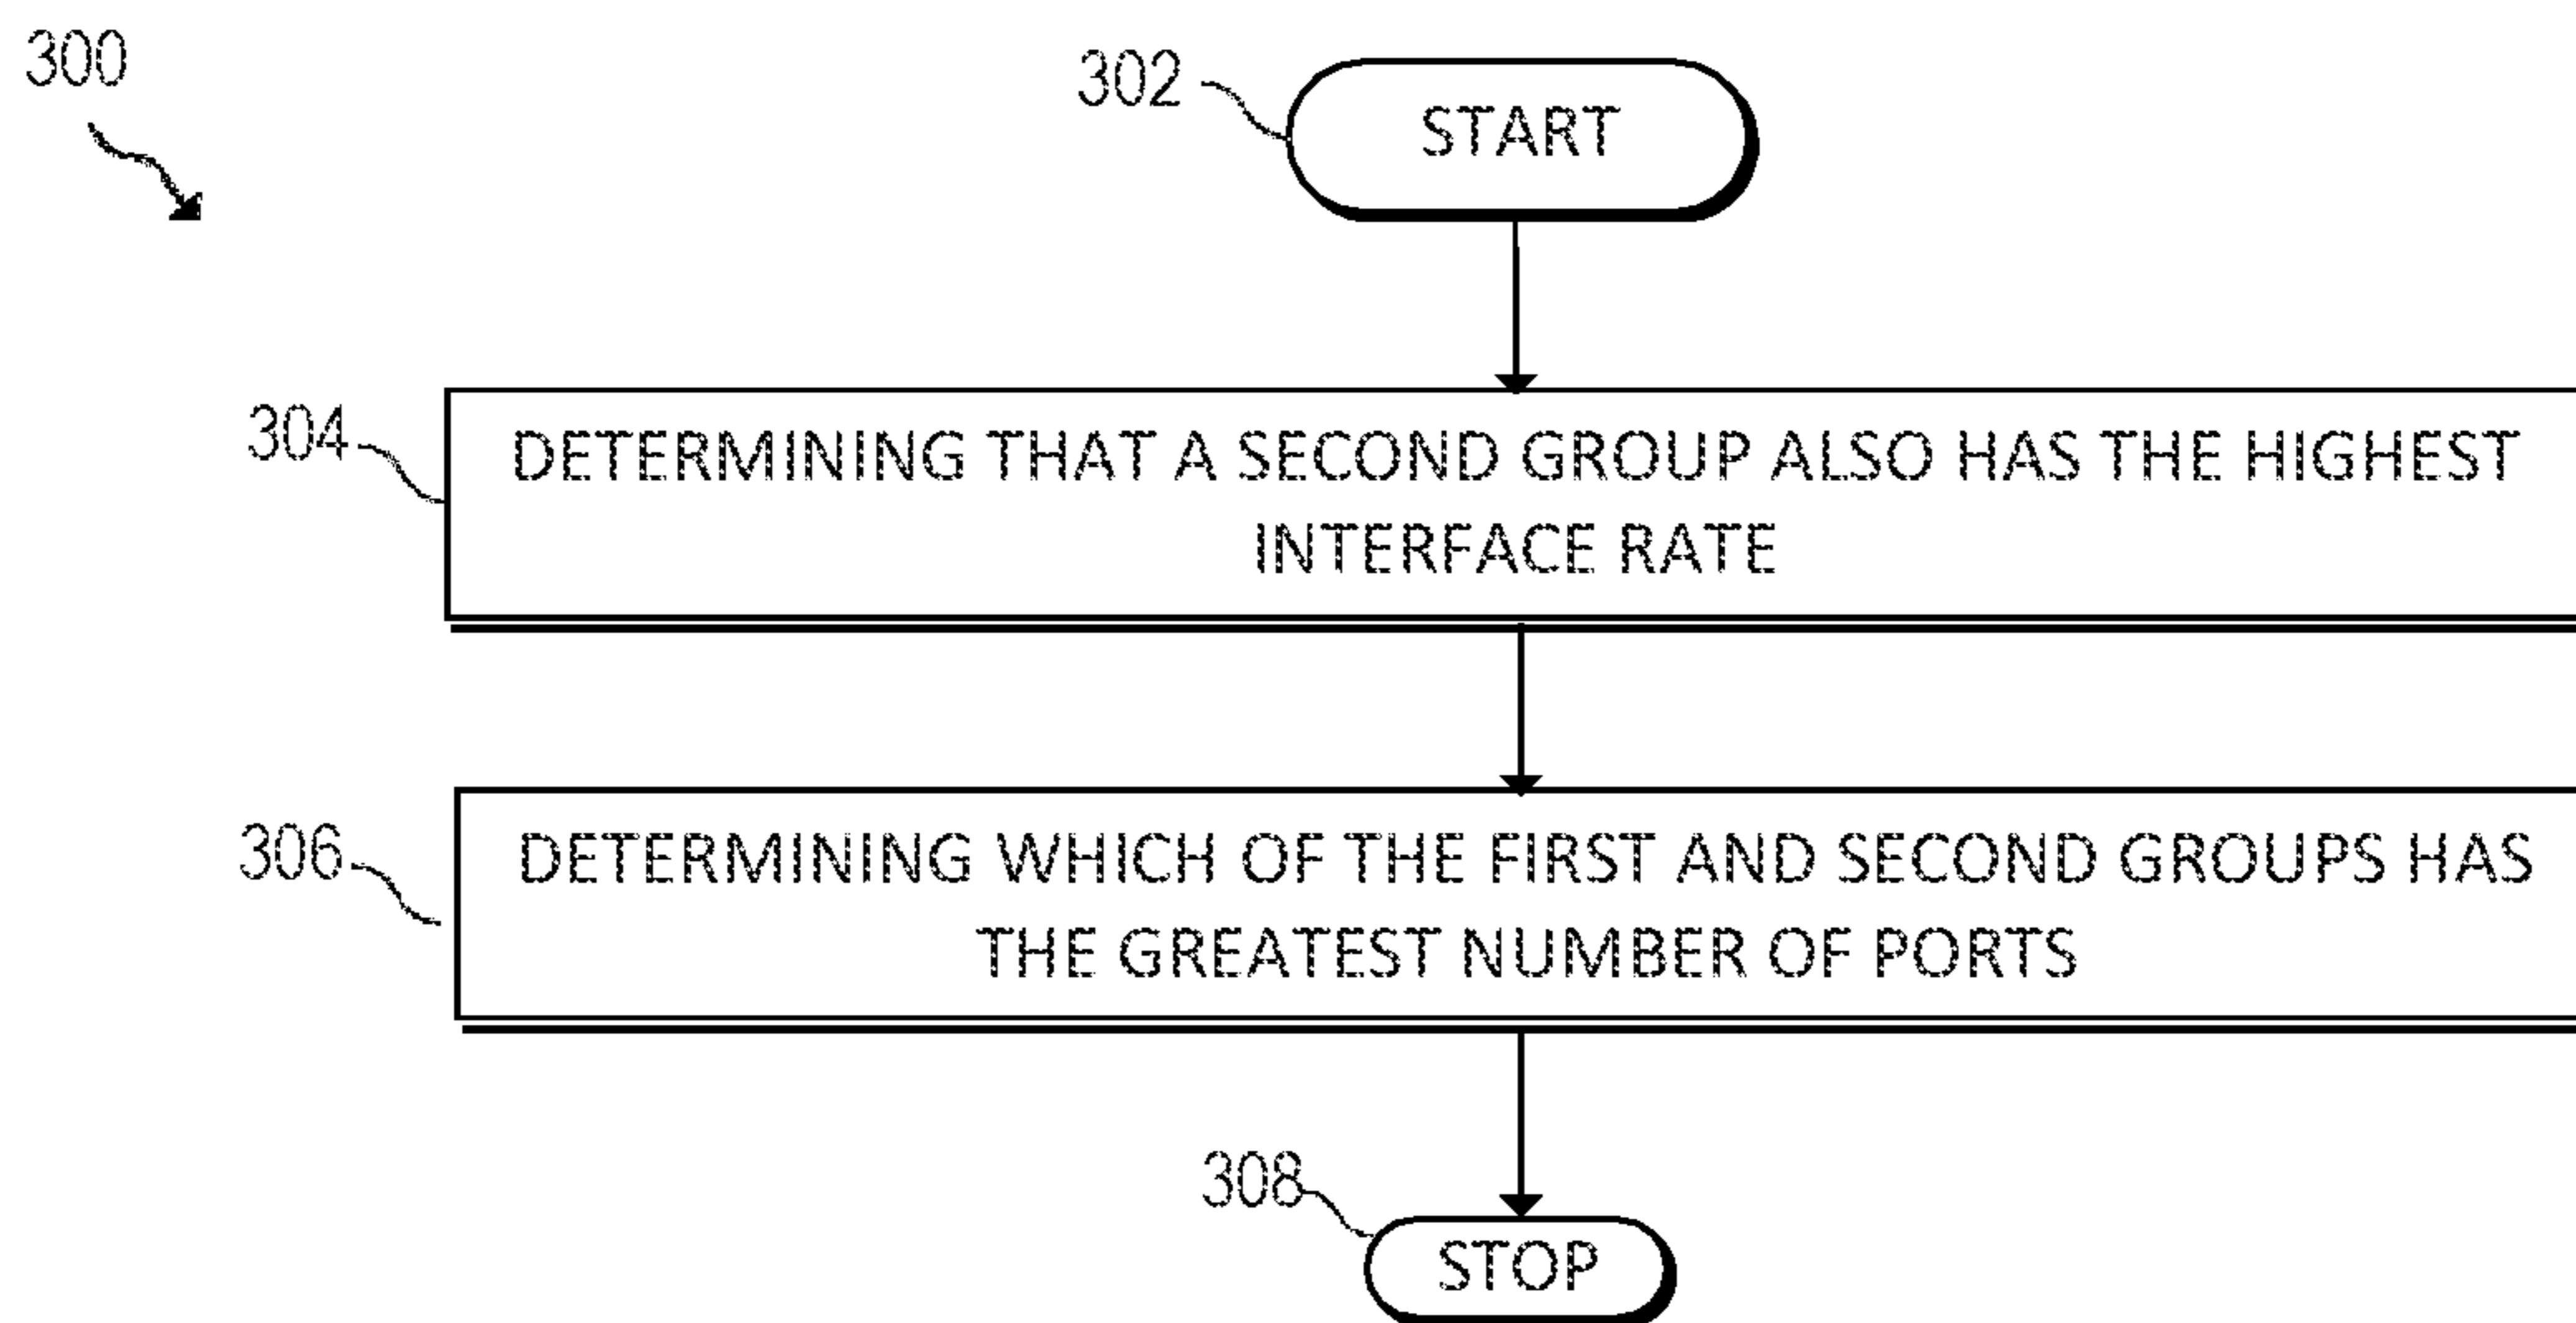 300
302
START
304
DETERMINING THAT A SECOND GROUP ALSO HAS THE HIGHEST
INTERFACE RATE
306
DETERMINING WHICH OF THE FIRST AND SECOND GROUPS HAS
THE GREATEST NUMBER OF PORTS
308
STOP